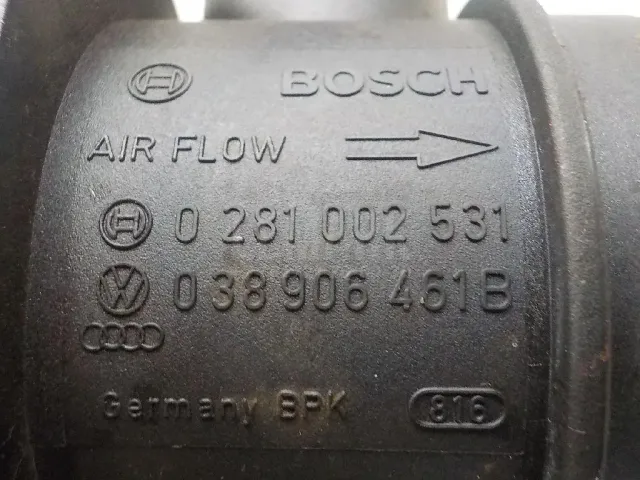 BOSCH
AIR FLOW
0 281 002 531
038 906 461B
Germany BPK 816